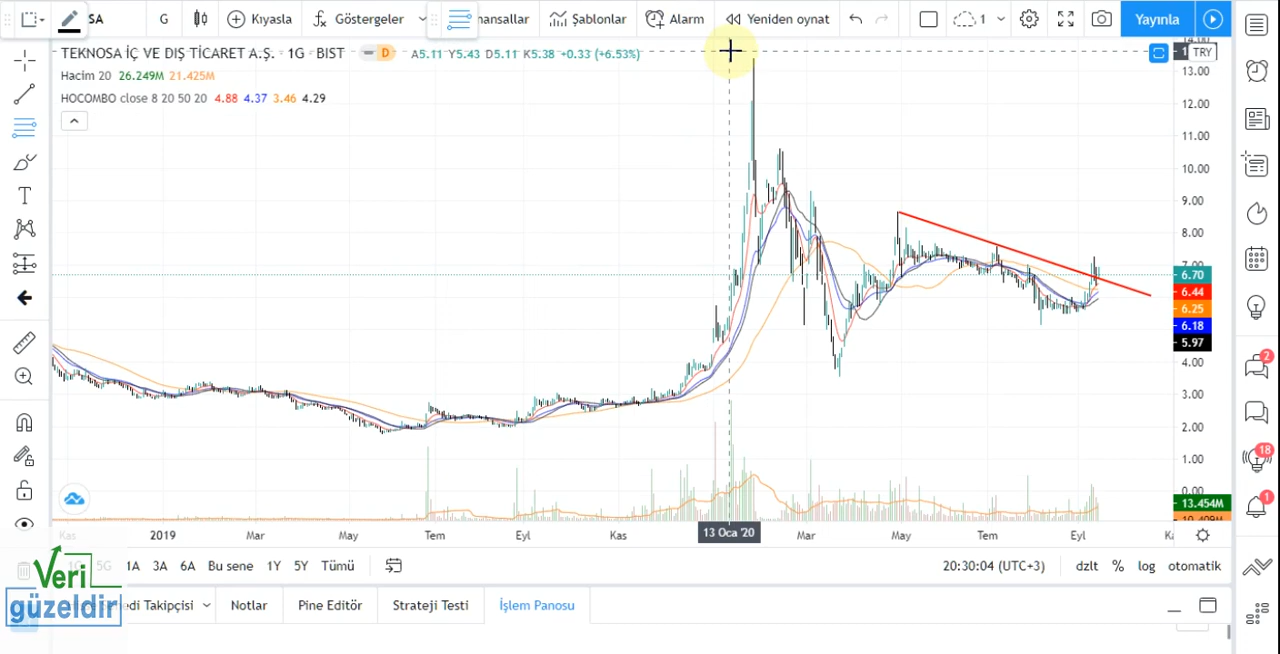 SA G Kıyasla Göstergeler nansallar Şablonlar Alarm Yeniden oynat 1 Yayınla
TEKNOSA İÇ VE DIŞ TİCARET A.Ş. · 1G · BIST D A5.11 Y5.43 D5.11 K5.38 +0.33 (+6.53%)
Hacim 20 26.249M 21.425M
HOCOMBO close 8 20 50 20 4.88 4.37 3.46 4.29
TRY
13.00
12.00
11.00
10.00
9.00
8.00
7.00
6.70
6.44
6.25
6.18
5.97
4.00
3.00
2.00
1.00
0.00
13.454M
2
18
1
Kas 2019 Mar May Tem Eyl Kas 13 Oca '20 Mar May Tem Eyl
5G 1A 3A 6A Bu sene 1Y 5Y Tümü 20:30:04 (UTC+3) dzlt % log otomatik
Veri
güzeldir
edi Takipçisi Notlar Pine Editör Strateji Testi İşlem Panosu